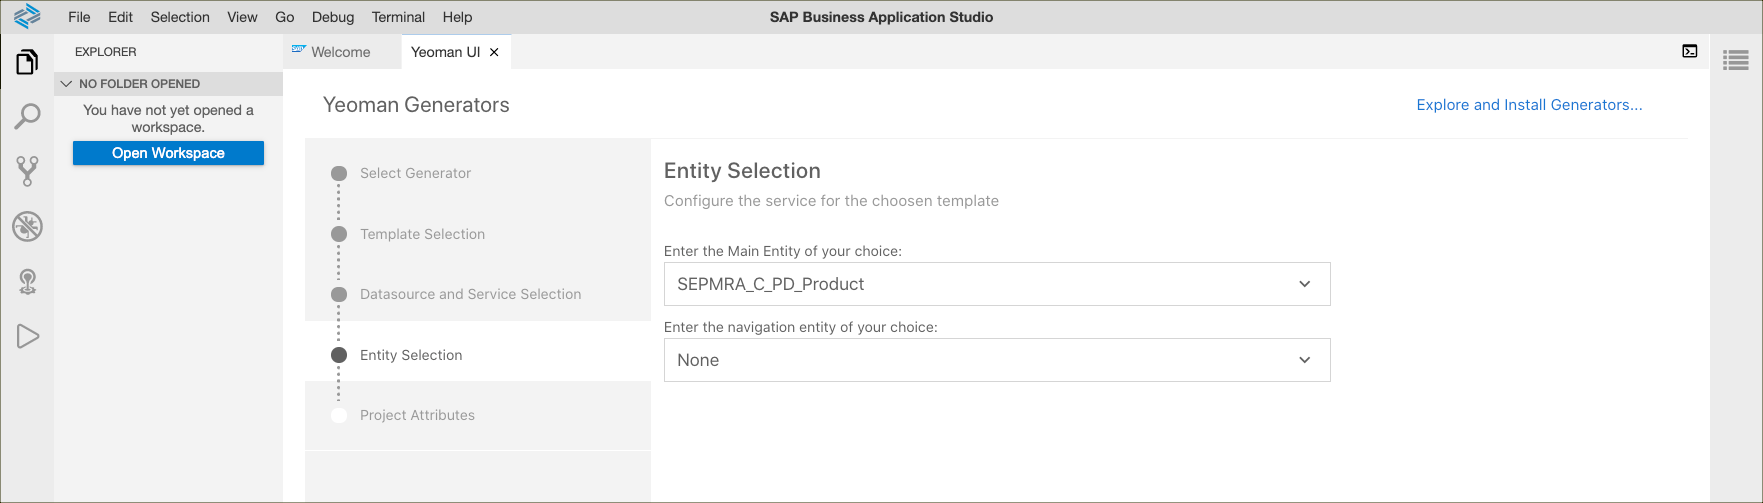 File Edit Selection View Go Debug Terminal Help SAP Business Application Studio
EXPLORER
NO FOLDER OPENED
You have not yet opened a
workspace.
Open Workspace
SAP Welcome Yeoman UI
Yeoman Generators
Explore and Install Generators...
Select Generator
Template Selection
Datasource and Service Selection
Entity Selection
Project Attributes
Entity Selection
Configure the service for the choosen template
Enter the Main Entity of your choice:
SEPMRA_C_PD_Product
Enter the navigation entity of your choice:
None